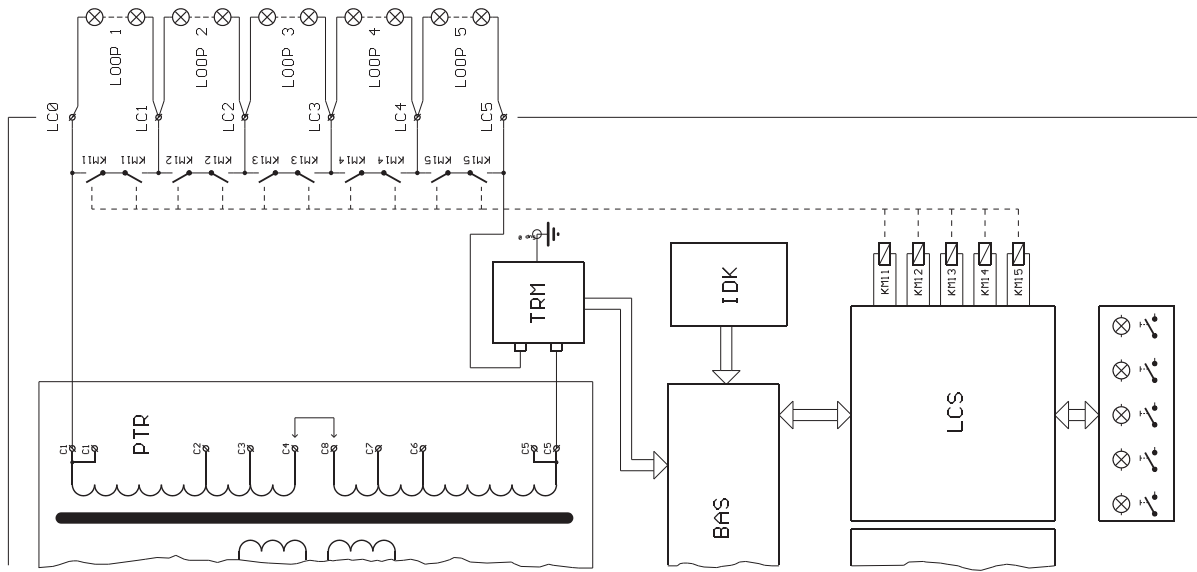 LOOP 1
LOOP 2
LOOP 3
LOOP 4
LOOP 5
LC0
LC1
LC2
LC3
LC4
LC5
KM11
KM11
KM12
KM12
KM13
KM13
KM14
KM14
KM15
KM15
TRM
IDK
KM11
KM12
KM13
KM14
KM15
PTR
C1
C1
C2
C3
C4
C8
C7
C6
C5
C5
BAS
LCS